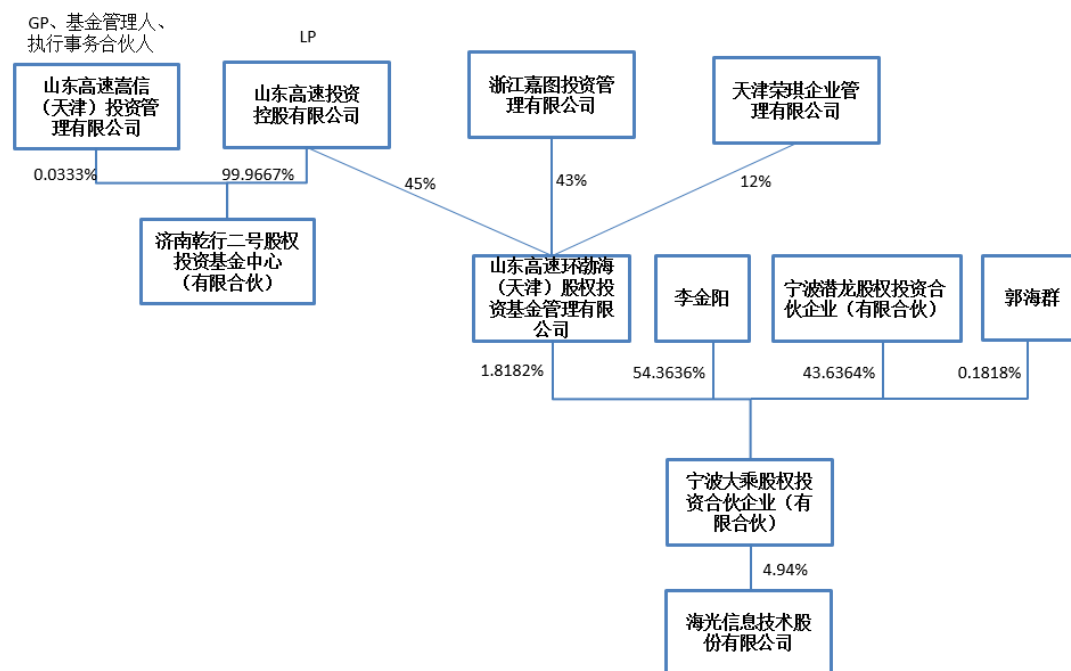 GP、基金管理人、
执行事务合伙人
LP
山东高速嵩信
（天津）投资管
理有限公司
山东高速投资
控股有限公司
浙江嘉图投资管
理有限公司
天津荣琪企业管
理有限公司
0.0333%
99.9667%
45%
43%
12%
济南乾行二号股权
投资基金中心
（有限合伙）
山东高速环渤海
（天津）股权投
资基金管理有限
公司
李金阳
宁波潜龙股权投资合
伙企业（有限合伙）
郭海群
1.8182%
54.3636%
43.6364%
0.1818%
宁波大乘股权投
资合伙企业（有
限合伙）
4.94%
海光信息技术股
份有限公司